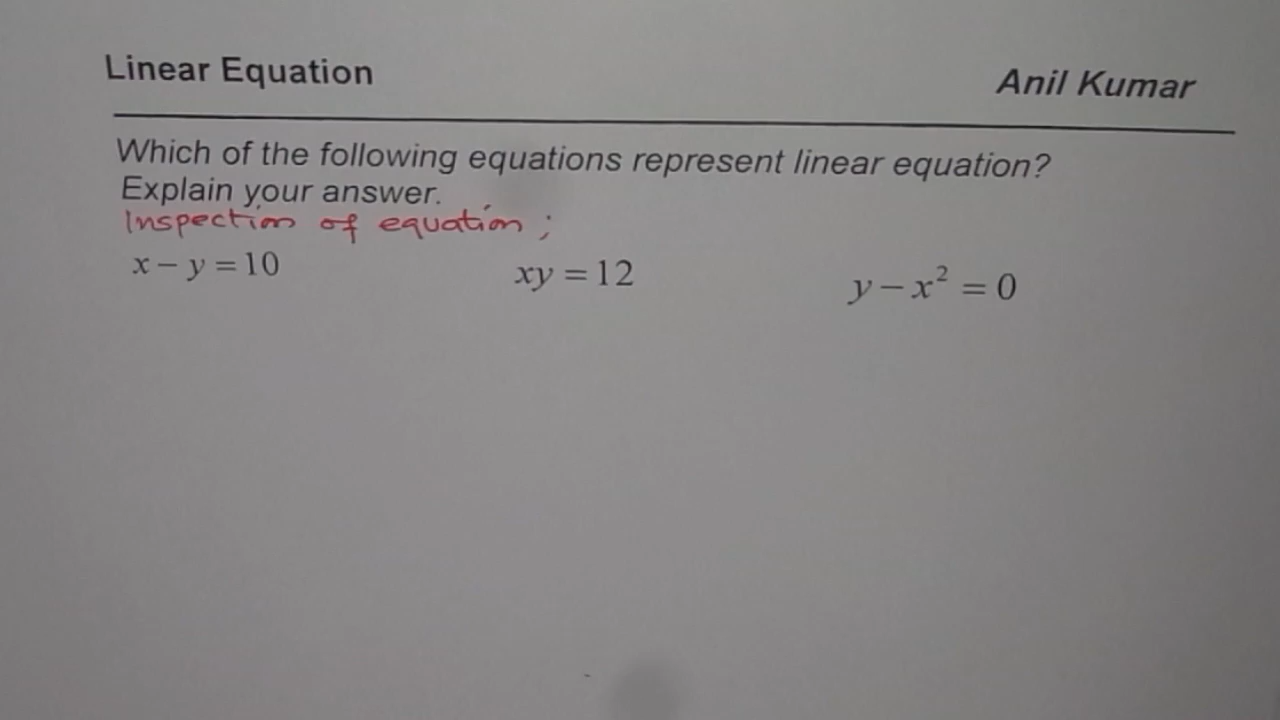 Linear Equation
Anil Kumar
Which of the following equations represent linear equation?
Explain your answer.
Inspection of equation ;
x − y = 10
xy = 12
y − x² = 0